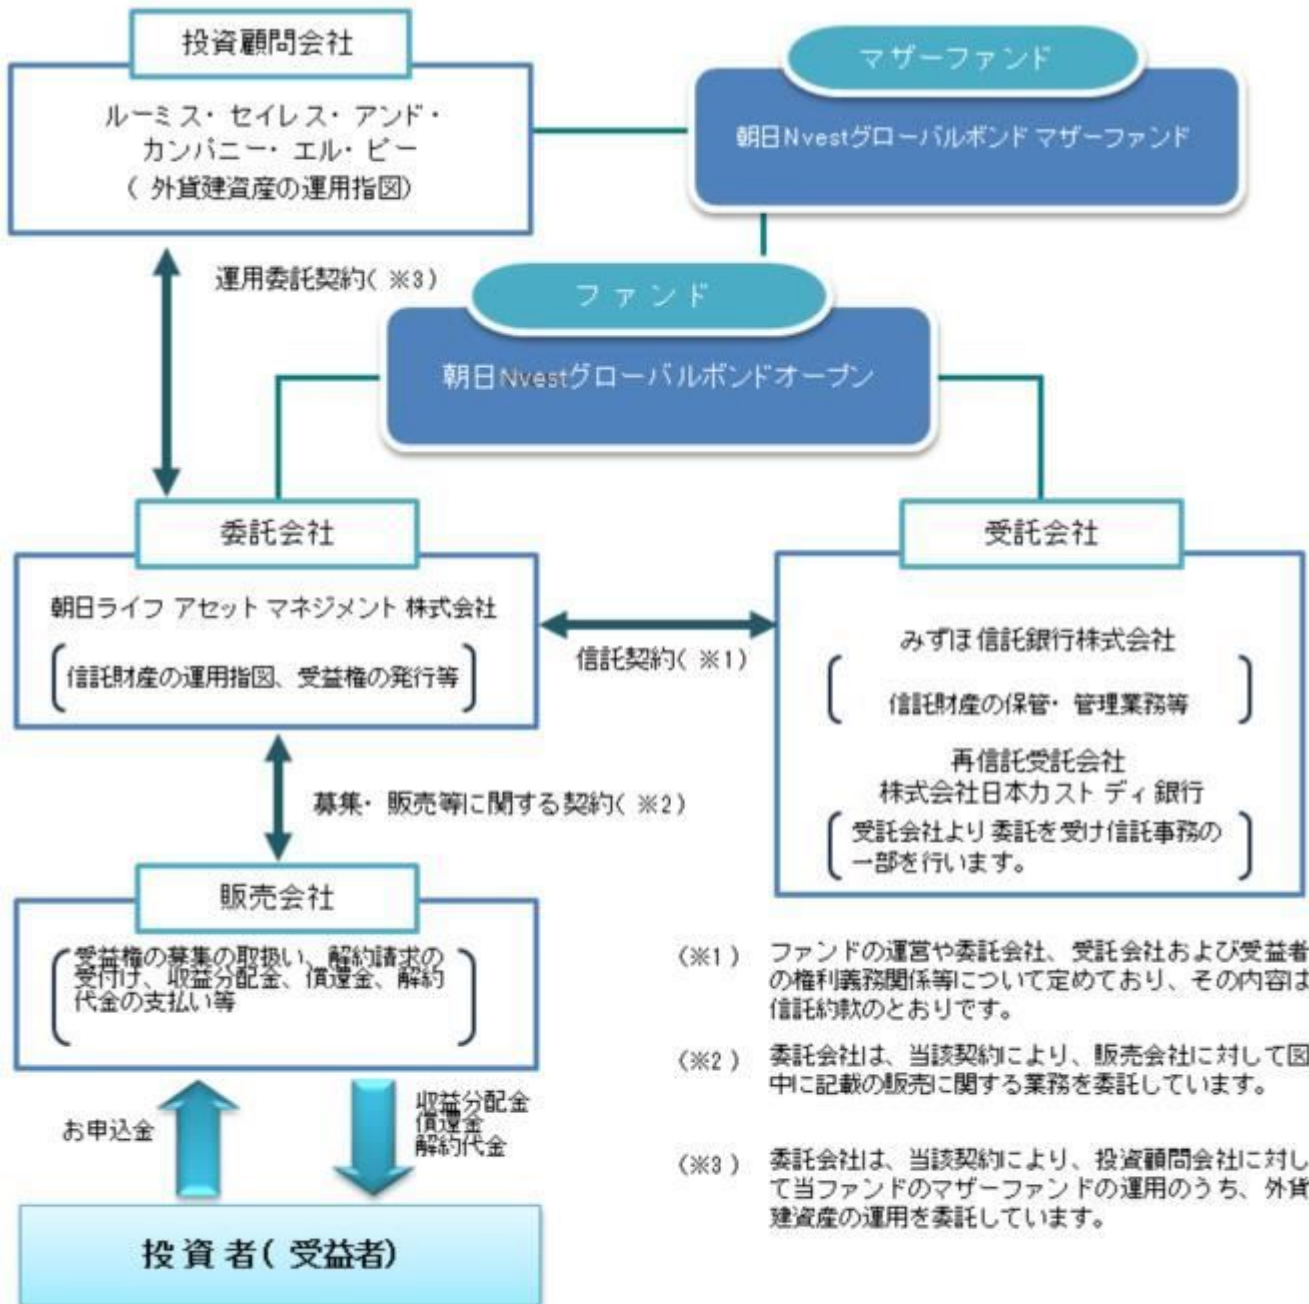 投資顧問会社
ルーミス・セイレス・アンド・
カンパニー・エル・ピー
(外貨建資産の運用指図)
マザーファンド
朝日Nvestグローバルボンド マザーファンド
運用委託契約(※3)
ファンド
朝日Nvestグローバルボンドオープン
委託会社
朝日ライフ アセット マネジメント 株式会社
信託財産の運用指図、受益権の発行等
信託契約(※1)
受託会社
みずほ信託銀行株式会社
信託財産の保管・管理業務等
再信託受託会社
株式会社日本カストディ銀行
受託会社より委託を受け信託事務の
一部を行います。
募集・販売等に関する契約(※2)
販売会社
受益権の募集の取扱い、解約請求の
受付け、収益分配金、償還金、解約
代金の支払い等
お申込金
収益分配金
償還金
解約代金
投資者(受益者)
(※1) ファンドの運営や委託会社、受託会社および受益者
の権利義務関係等について定めており、その内容は
信託約款のとおりです。
(※2) 委託会社は、当該契約により、販売会社に対して図
中に記載の販売に関する業務を委託しています。
(※3) 委託会社は、当該契約により、投資顧問会社に対し
て当ファンドのマザーファンドの運用のうち、外貨
建資産の運用を委託しています。